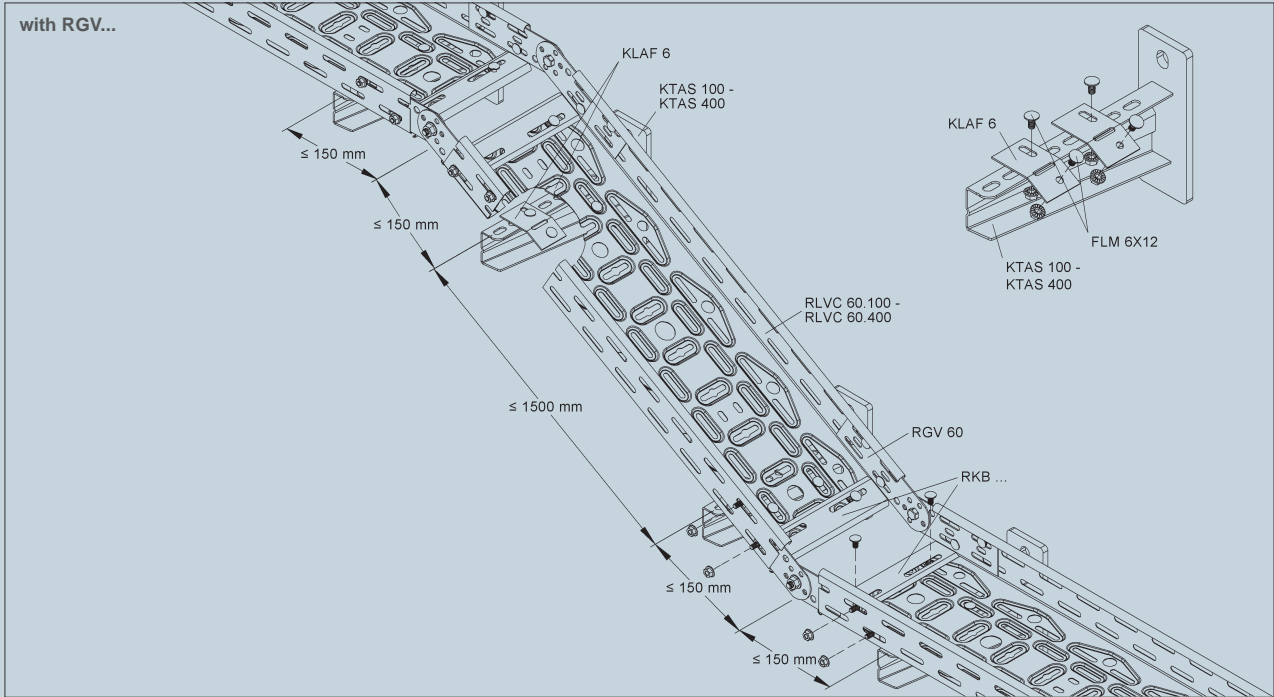 with RGV...
KLAF 6
KTAS 100 -
KTAS 400
≤ 150 mm
≤ 150 mm
KLAF 6
FLM 6X12
KTAS 100 -
KTAS 400
RLVC 60.100 -
RLVC 60.400
≤ 1500 mm
RGV 60
RKB ...
≤ 150 mm
≤ 150 mm